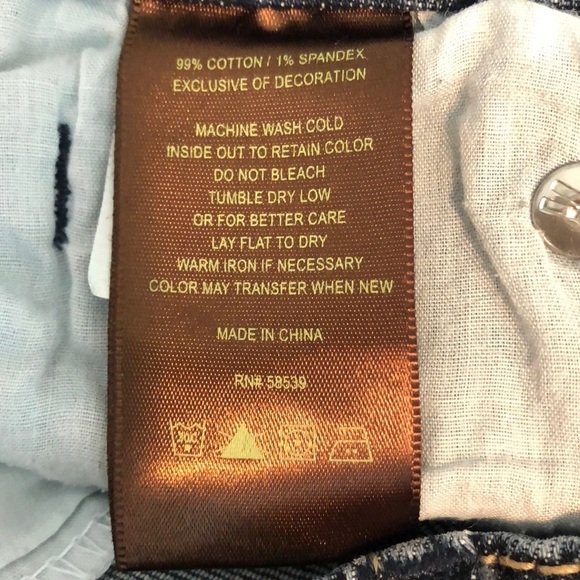 99% COTTON / 1% SPANDEX
EXCLUSIVE OF DECORATION
MACHINE WASH COLD
INSIDE OUT TO RETAIN COLOR
DO NOT BLEACH
TUMBLE DRY LOW
OR FOR BETTER CARE
LAY FLAT TO DRY
WARM IRON IF NECESSARY
COLOR MAY TRANSFER WHEN NEW
MADE IN CHINA
RN# 58539